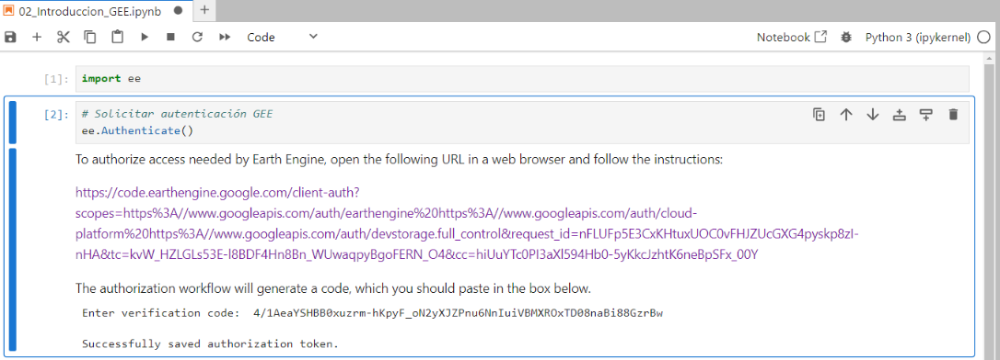 02_Introduccion_GEE.ipynb
Code
Notebook
Python 3 (ipykernel)
[1]:
import ee
[2]:
# Solicitar autenticación GEE
ee.Authenticate()
To authorize access needed by Earth Engine, open the following URL in a web browser and follow the instructions:
https://code.earthengine.google.com/client-auth?
scopes=https%3A//www.googleapis.com/auth/earthengine%20https%3A//www.googleapis.com/auth/cloud-
platform%20https%3A//www.googleapis.com/auth/devstorage.full_control&request_id=nFLUFp5E3CxKHtuxUOC0vFHJZUcGXG4pyskp8zI-
nHA&tc=kvW_HZLGLs53E-I8BDF4Hn8Bn_WUwaqpyBgoFERN_O4&cc=hiUuYTc0PI3aXl594Hb0-5yKkcJzhtK6neBpSFx_00Y
The authorization workflow will generate a code, which you should paste in the box below.
Enter verification code: 4/1AeaYSHBB0xuzrm-hKpyF_oN2yXJZPnu6NnIuiVBMXROxTD08naBi88GzrBw
Successfully saved authorization token.